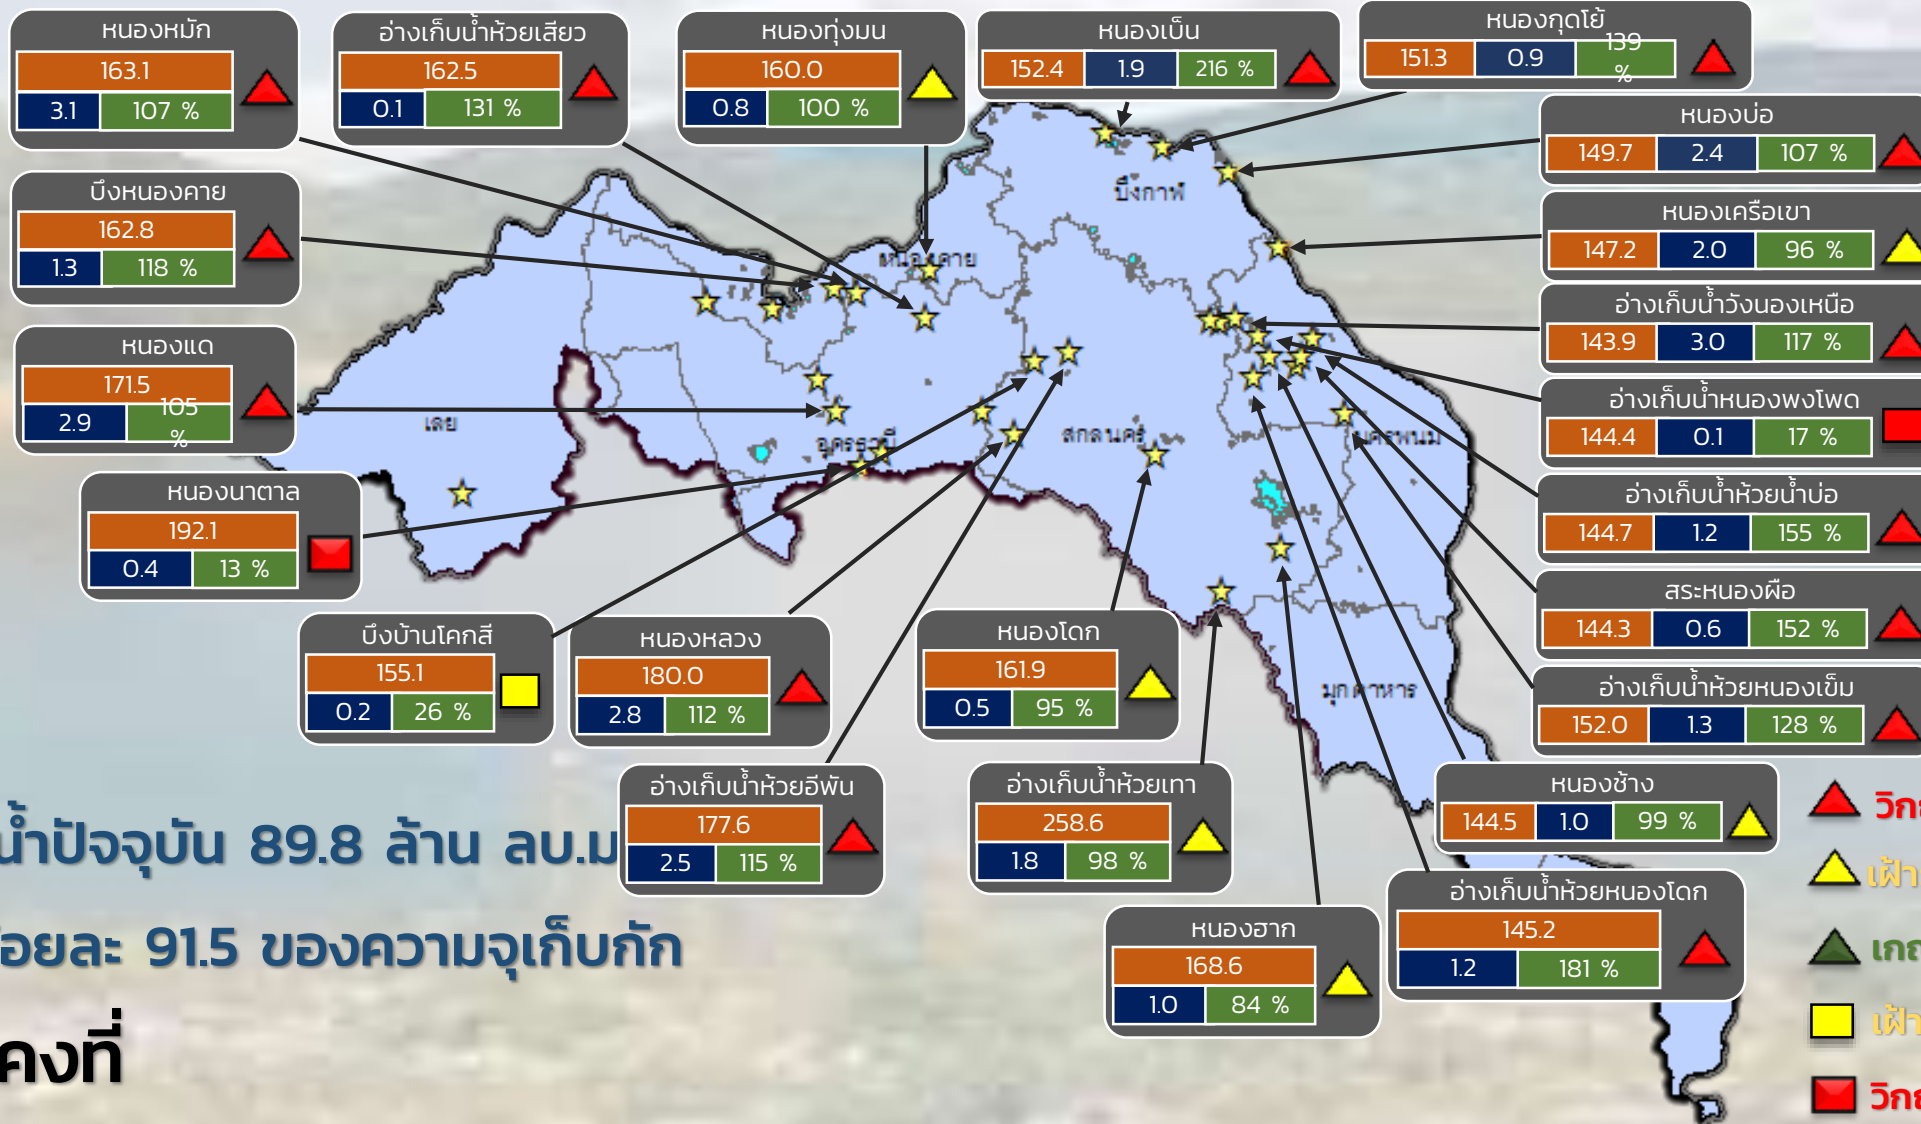 หนองหมัก
163.1
3.1 107 %
อ่างเก็บน้ำห้วยเสียว
162.5
0.1 131 %
หนองทุ่งมน
160.0
0.8 100 %
หนองเบ็น
152.4 1.9 216 %
หนองกุดโย้
151.3 0.9 139 %
หนองบ่อ
149.7 2.4 107 %
บึงหนองคาย
162.8
1.3 118 %
หนองเครือเขา
147.2 2.0 96 %
อ่างเก็บน้ำวังนองเหนือ
143.9 3.0 117 %
หนองแด
171.5
2.9 105 %
อ่างเก็บน้ำหนองพงโพด
144.4 0.1 17 %
หนองนาตาล
192.1
0.4 13 %
อ่างเก็บน้ำห้วยน้ำบ่อ
144.7 1.2 155 %
สระหนองผือ
144.3 0.6 152 %
บึงบ้านโคกสี
155.1
0.2 26 %
หนองหลวง
180.0
2.8 112 %
หนองโดก
161.9
0.5 95 %
อ่างเก็บน้ำห้วยหนองเข็ม
152.0 1.3 128 %
อ่างเก็บน้ำห้วยอีพัน
177.6
2.5 115 %
อ่างเก็บน้ำห้วยเทา
258.6
1.8 98 %
หนองช้าง
144.5 1.0 99 %
อ่างเก็บน้ำห้วยหนองโดก
145.2
1.2 181 %
หนองฮาก
168.6
1.0 84 %
บึงกาฬ
หนองคาย
เลย
อุดรธานี
สกลนคร
นครพนม
มุกดาหาร
น้ำปัจจุบัน 89.8 ล้าน ลบ.ม
อยละ 91.5 ของความจุเก็บกัก
คงที่